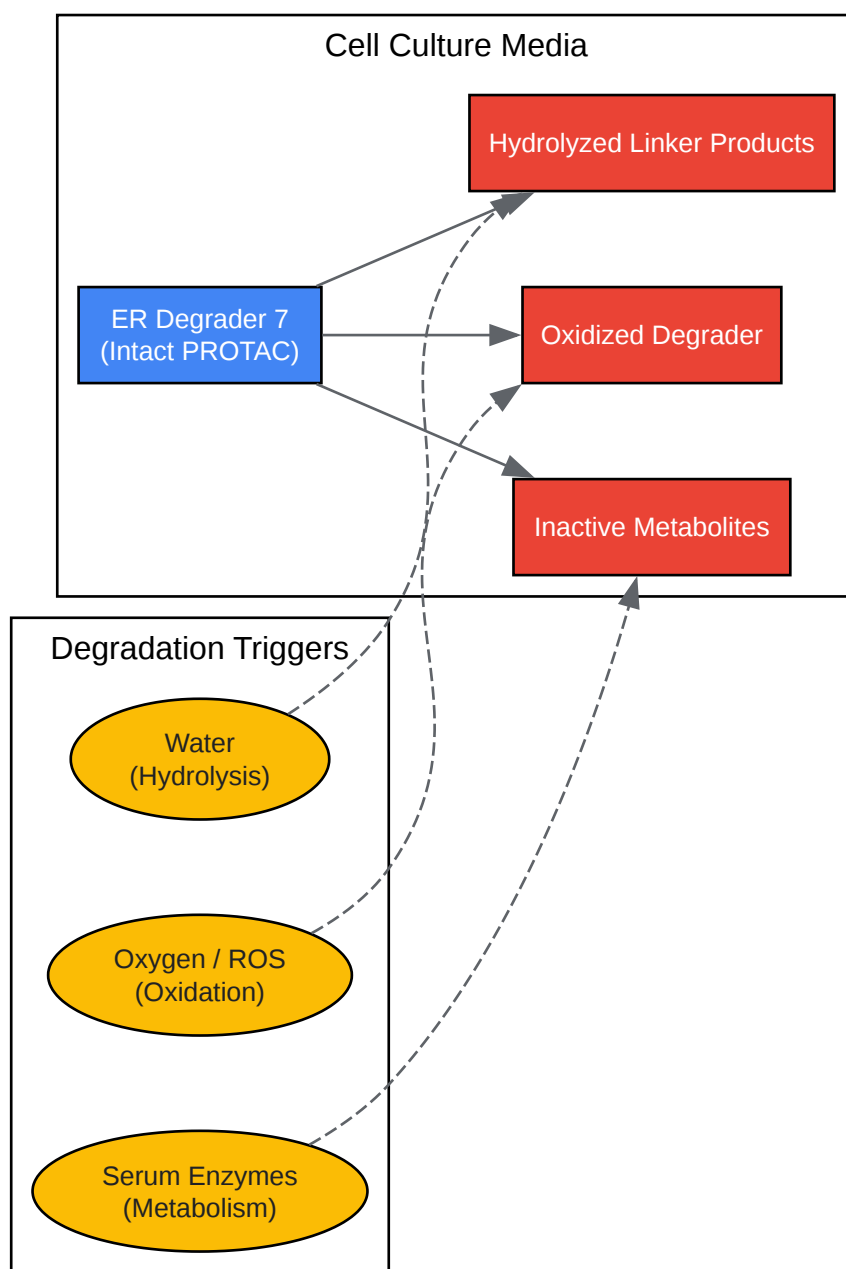 Cell Culture Media
Hydrolyzed Linker Products
ER Degrader 7
(Intact PROTAC)
Oxidized Degrader
Inactive Metabolites
Degradation Triggers
Water
(Hydrolysis)
Oxygen / ROS
(Oxidation)
Serum Enzymes
(Metabolism)